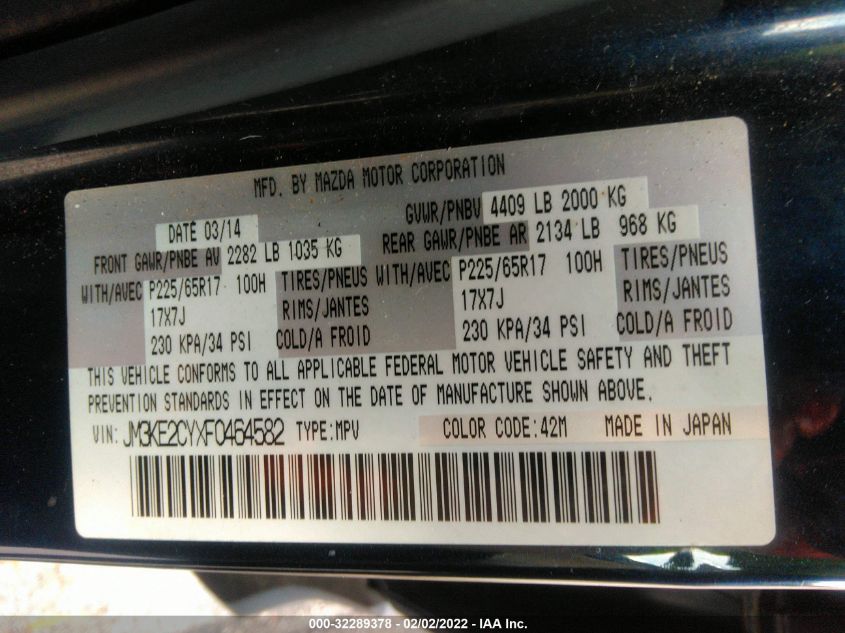 MFD. BY MAZDA MOTOR CORPORATION
DATE 03/14 GVWR/PNBV 4409 LB 2000 KG
FRONT GAWR/PNBE AV 2282 LB 1035 KG REAR GAWR/PNBE AR 2134 LB 968 KG
WITH/AVEC P225/65R17 100H TIRES/PNEUS WITH/AVEC P225/65R17 100H TIRES/PNEUS
17X7J RIMS/JANTES 17X7J RIMS/JANTES
230 KPA/34 PSI COLD/A FROID 230 KPA/34 PSI COLD/A FROID
THIS VEHICLE CONFORMS TO ALL APPLICABLE FEDERAL MOTOR VEHICLE SAFETY AND THEFT
PREVENTION STANDARDS IN EFFECT ON THE DATE OF MANUFACTURE SHOWN ABOVE.
VIN: JM3KE2CYXF0464582 TYPE:MPV COLOR CODE:42M MADE IN JAPAN
000-32289378 - 02/02/2022 - IAA Inc.